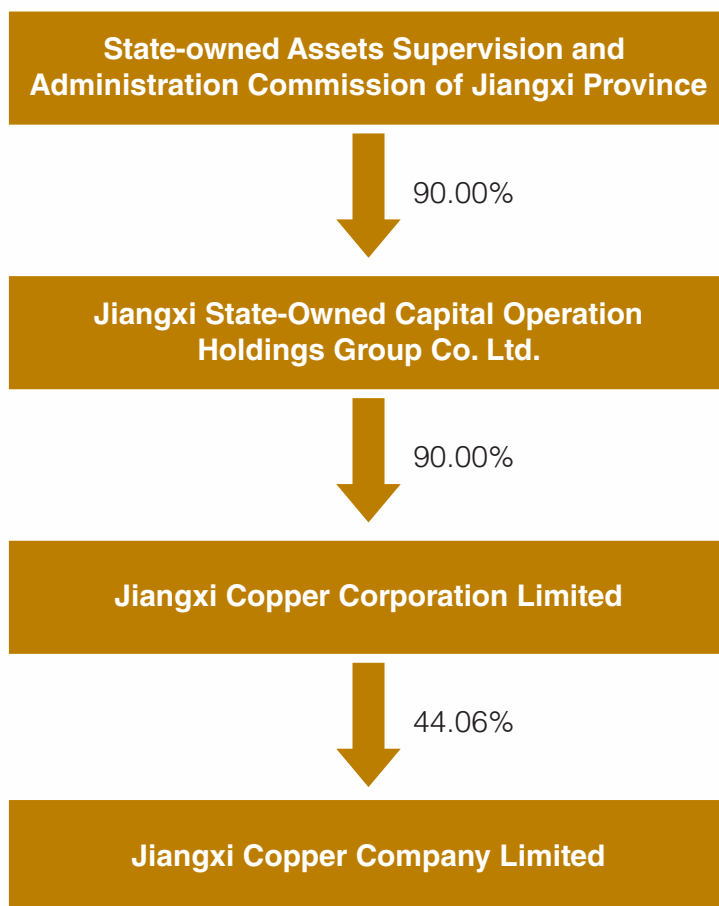 State-owned Assets Supervision and
Administration Commission of Jiangxi Province
90.00%
Jiangxi State-Owned Capital Operation
Holdings Group Co. Ltd.
90.00%
Jiangxi Copper Corporation Limited
44.06%
Jiangxi Copper Company Limited